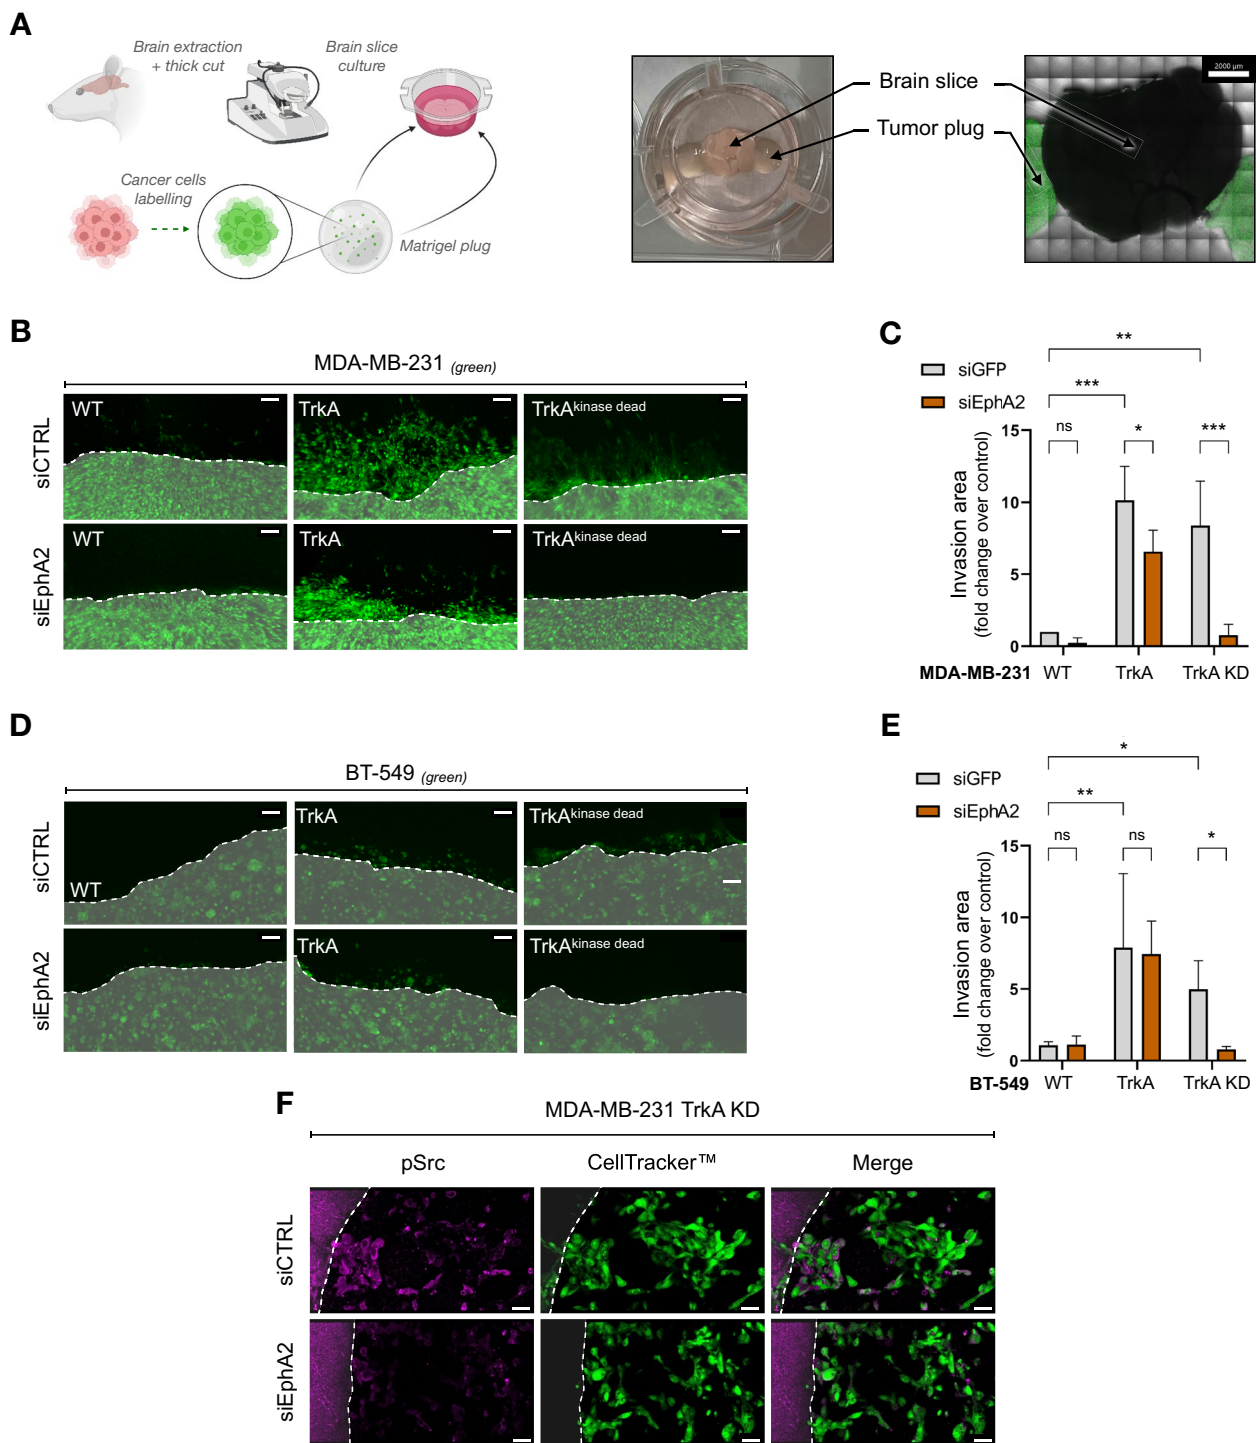 A
Brain extraction
+ thick cut
Brain slice
culture
Cancer cells
labelling
Matrigel plug
Brain slice
Tumor plug
2000 µm
B
MDA-MB-231 (green)
siCTRL
WT
TrkA
TrkAkinase dead
siEphA2
WT
TrkA
TrkAkinase dead
C
siGFP
siEphA2
**
***
ns
*
***
Invasion area
(fold change over control)
15
10
5
0
MDA-MB-231
WT
TrkA
TrkA KD
D
BT-549 (green)
siCTRL
WT
TrkA
TrkAkinase dead
siEphA2
TrkA
TrkAkinase dead
E
siGFP
siEphA2
*
**
ns
ns
*
Invasion area
(fold change over control)
15
10
5
0
BT-549
WT
TrkA
TrkA KD
F
MDA-MB-231 TrkA KD
pSrc
CellTracker™
Merge
siCTRL
siEphA2